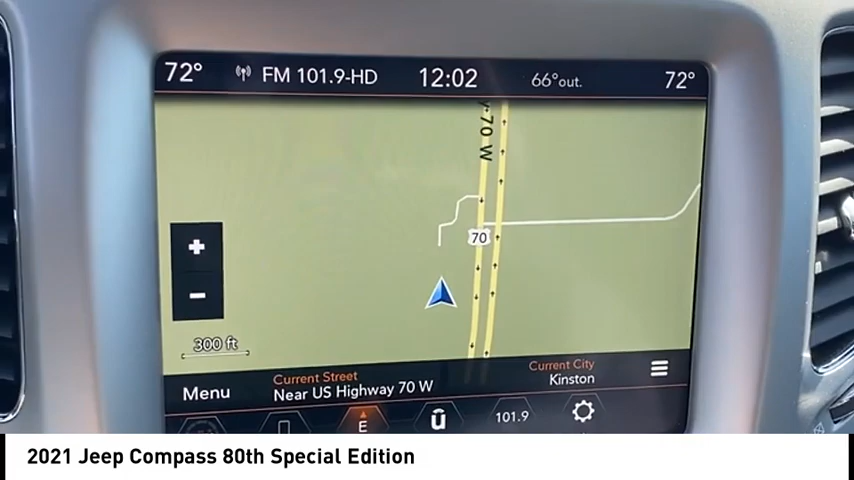 72° FM 101.9-HD 12:02 66°out. 72°
y-70 W
70
+
-
300 ft
Current Street
Near US Highway 70 W
Current City
Kinston
Menu
E
101.9
2021 Jeep Compass 80th Special Edition